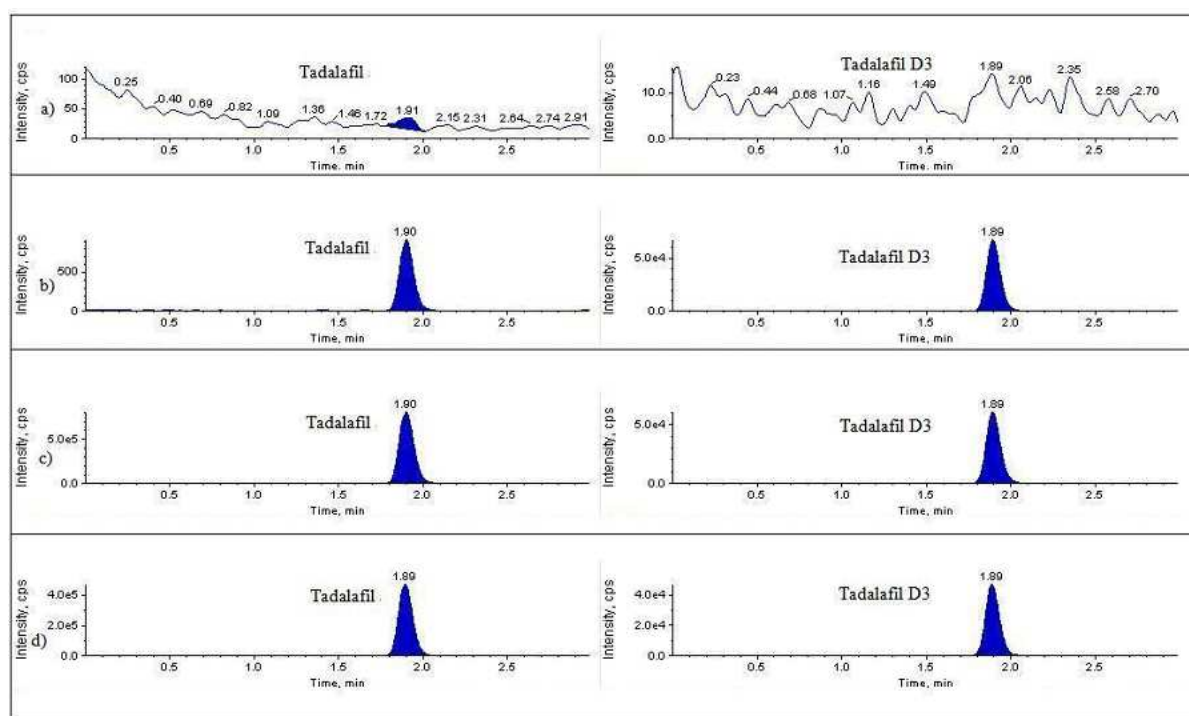 Tadalafil
Intensity, cps
100
50
0
0.25
0.40
0.69
0.82
1.09
1.36
1.46
1.72
1.91
2.15
2.31
2.64
2.74
2.91
0.5
1.0
1.5
2.0
2.5
Time. min
a)
Tadalafil D3
Intensity, cps
10.0
0.0
0.23
0.44
0.68
1.07
1.16
1.49
1.89
2.06
2.35
2.58
2.70
0.5
1.0
1.5
2.0
2.5
Time. min
b)
Tadalafil
Intensity, cps
500
0
1.90
0.5
1.0
1.5
2.0
2.5
Time, min
Tadalafil D3
Intensity, cps
5.0e4
0.0
1.89
0.5
1.0
1.5
2.0
2.5
Time, min
c)
Tadalafil
Intensity, cps
5.0e5
0.0
1.90
0.5
1.0
1.5
2.0
2.5
Time, min
Tadalafil D3
Intensity, cps
5.0e4
0.0
1.89
0.5
1.0
1.5
2.0
2.5
Time, min
d)
Tadalafil
Intensity, cps
4.0e5
2.0e5
0.0
1.89
0.5
1.0
1.5
2.0
2.5
Time, min
Tadalafil D3
Intensity, cps
4.0e4
2.0e4
0.0
1.89
0.5
1.0
1.5
2.0
2.5
Time, min